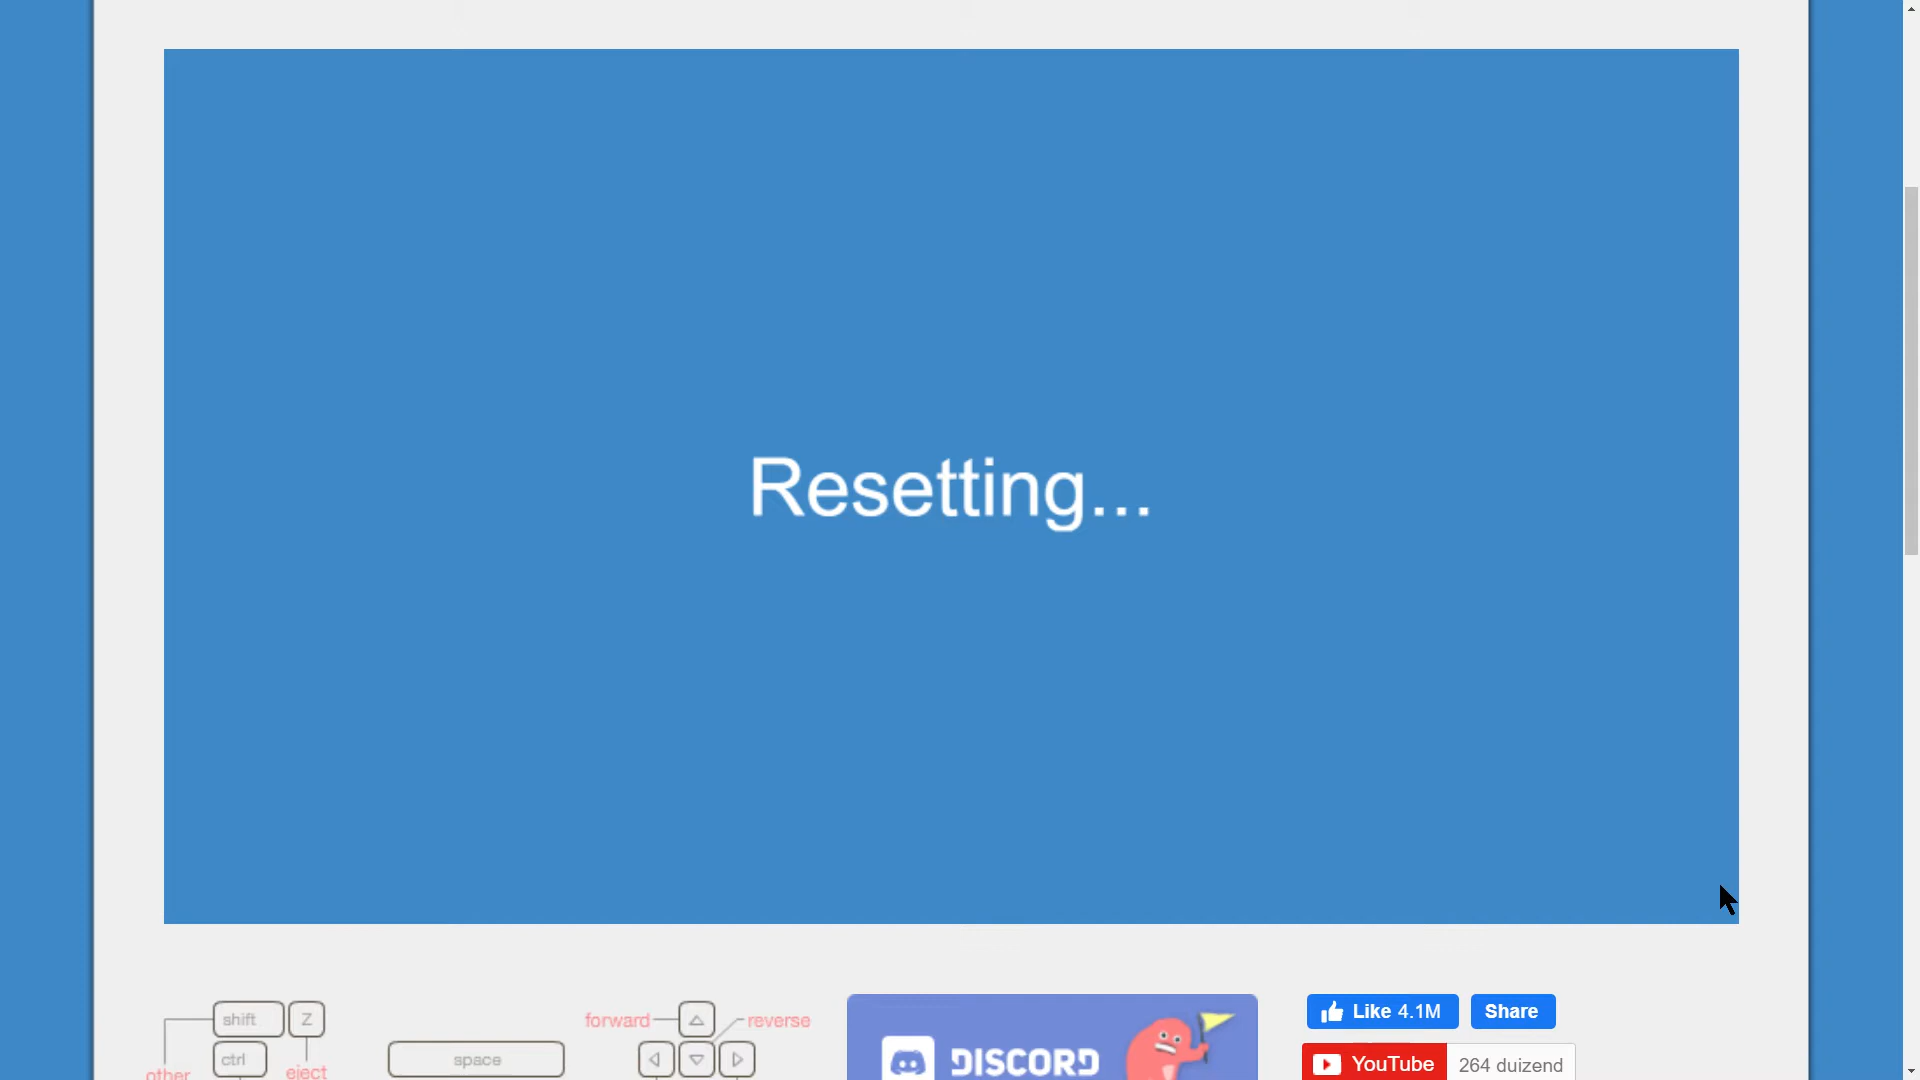 Resetting...
shift Z
forward reverse
Like 4.1M Share
ctrl space
DISCORD
YouTube 264 duizend
other eject